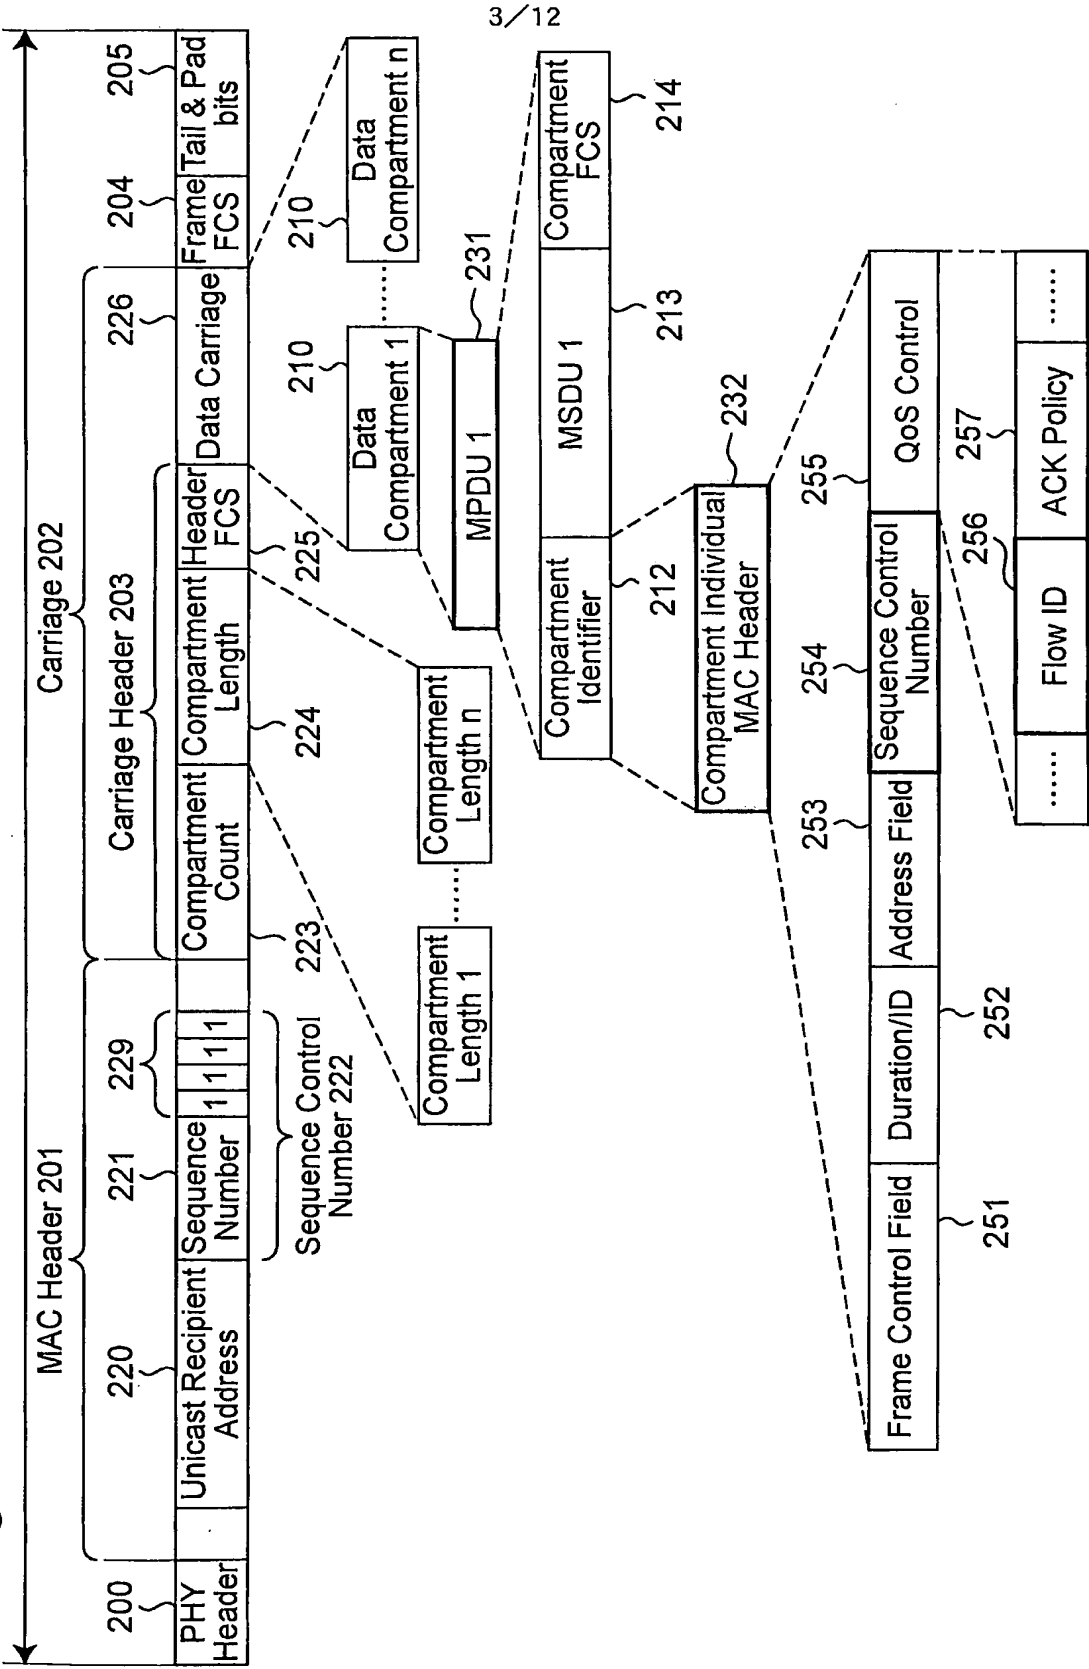 3/12
MAC Header 201
Carriage 202
Carriage Header 203
200
220
221
229
226
204
205
PHY
Header
Unicast Recipient
Address
Sequence
Number
1 1 1 1
Compartment
Count
Compartment
Length
Header
FCS
Data Carriage
Frame
FCS
Tail & Pad
bits
Sequence Control
Number 222
223
224
225
Compartment
Length 1
......
Compartment
Length n
210
210
Data
Compartment 1
......
Data
Compartment n
231
MPDU 1
Compartment
Identifier
MSDU 1
Compartment
FCS
212
213
214
232
Compartment Individual
MAC Header
253
254
255
Frame Control Field
Duration/ID
Address Field
Sequence Control
Number
QoS Control
251
252
256
257
......
Flow ID
ACK Policy
......